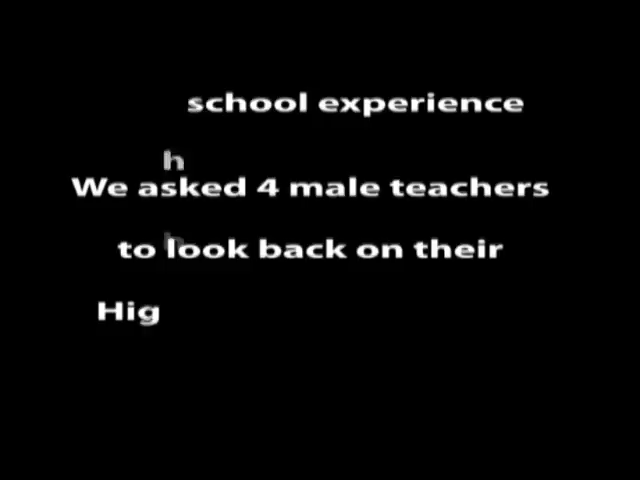 school experience
h
We asked 4 male teachers
to look back on their
h
Hig